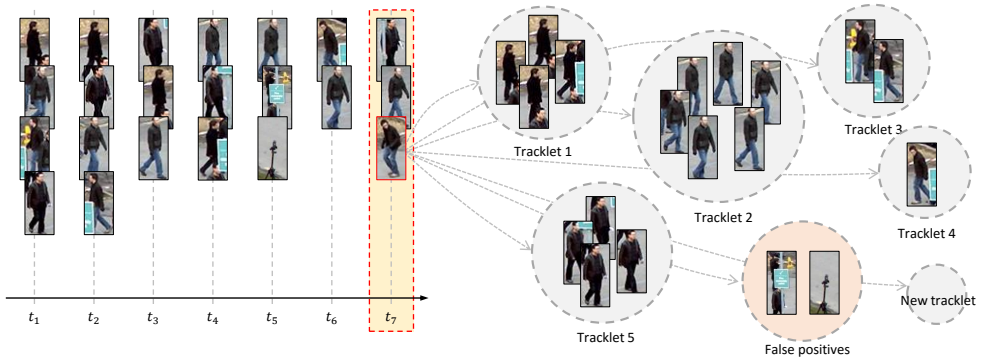 t₁ t₂ t₃ t₄ t₅ t₆ t₇
Tracklet 1
Tracklet 2
Tracklet 3
Tracklet 4
Tracklet 5
False positives
New tracklet